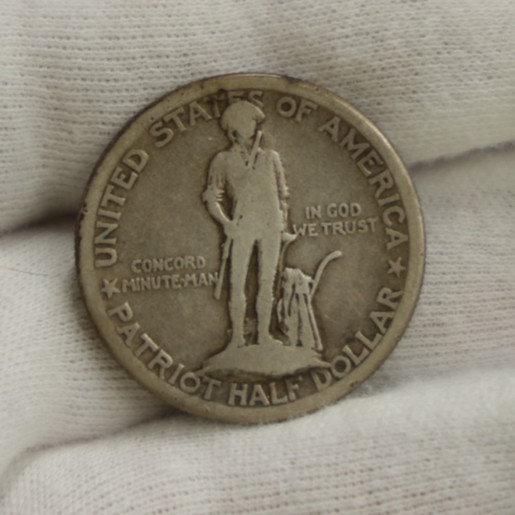 UNITED STATES OF AMERICA
IN GOD
WE TRUST
CONCORD
MINUTE-MAN
PATRIOT HALF DOLLAR